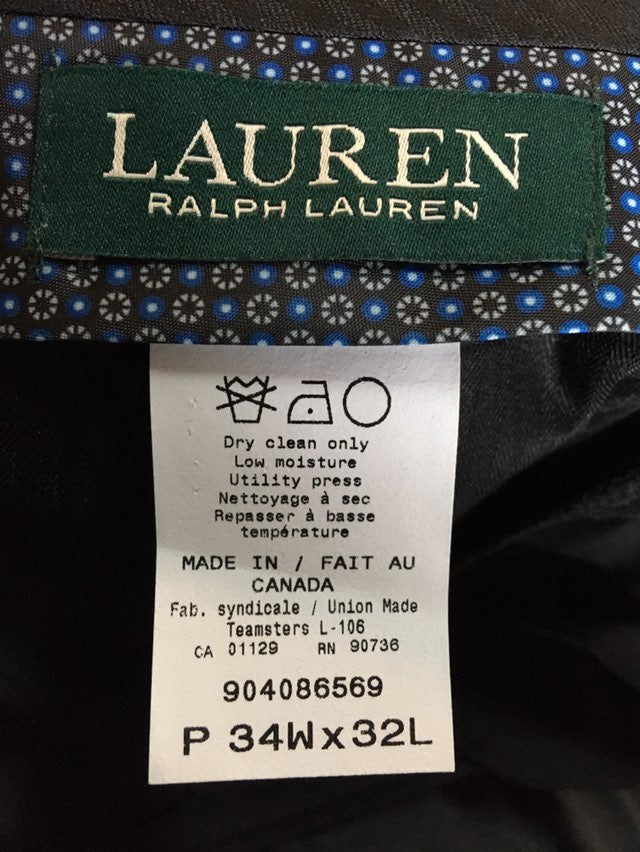 LAUREN
RALPH LAUREN
Dry clean only
Low moisture
Utility press
Nettoyage à sec
Repasser à basse
température
MADE IN / FAIT AU
CANADA
Fab. syndicale / Union Made
Teamsters L-106
CA 01129 RN 90736
904086569
P 34W x 32L